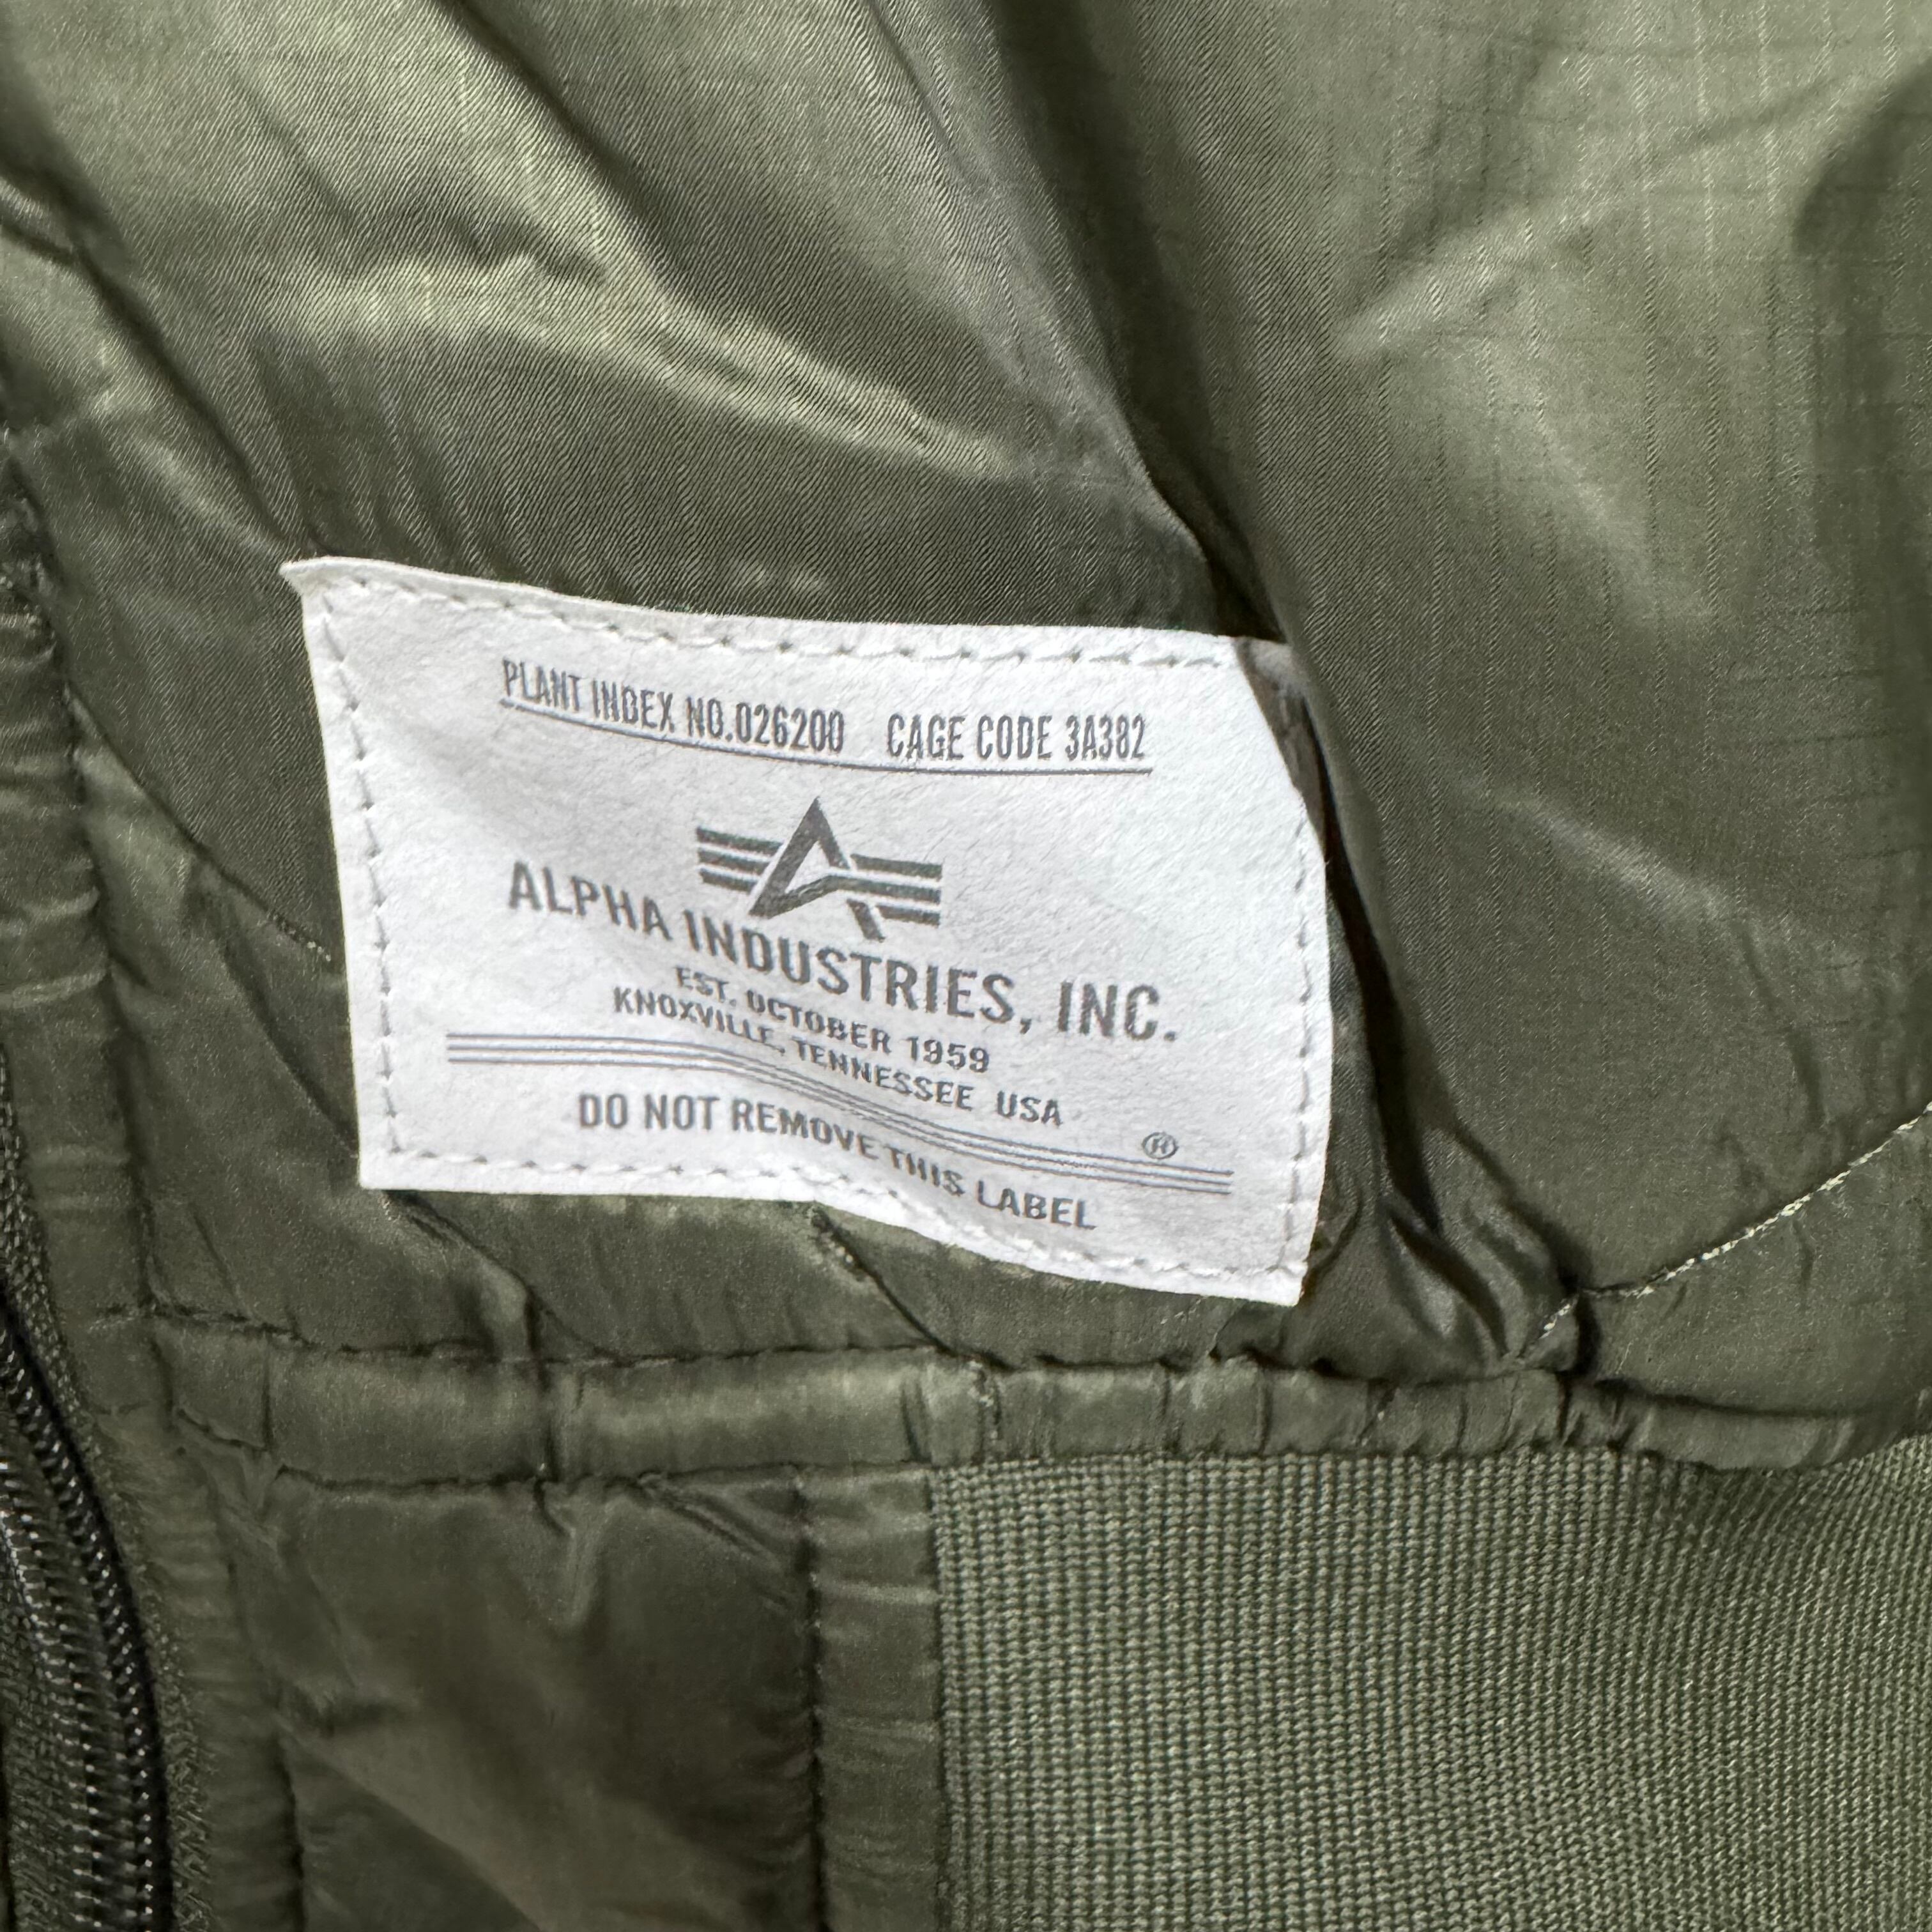 PLANT INDEX NO.026200 CAGE CODE 3A382
ALPHA INDUSTRIES, INC.
EST. OCTOBER 1959
KNOXVILLE, TENNESSEE USA
®
DO NOT REMOVE THIS LABEL